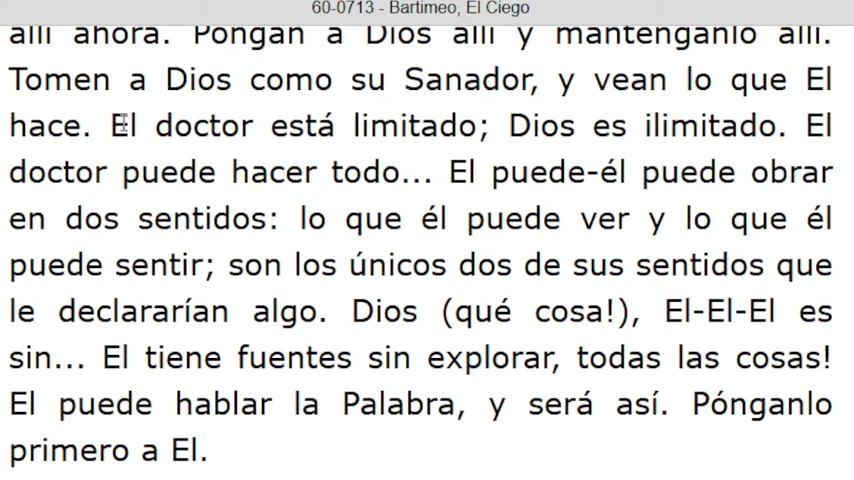 60-0713 - Bartimeo, El Ciego
allí ahora. Pongan a Dios allí y manténganlo allí.
Tomen a Dios como su Sanador, y vean lo que El
hace. El doctor está limitado; Dios es ilimitado. El
doctor puede hacer todo... El puede-él puede obrar
en dos sentidos: lo que él puede ver y lo que él
puede sentir; son los únicos dos de sus sentidos que
le declararían algo. Dios (qué cosa!), El-El-El es
sin... El tiene fuentes sin explorar, todas las cosas!
El puede hablar la Palabra, y será así. Pónganlo
primero a El.